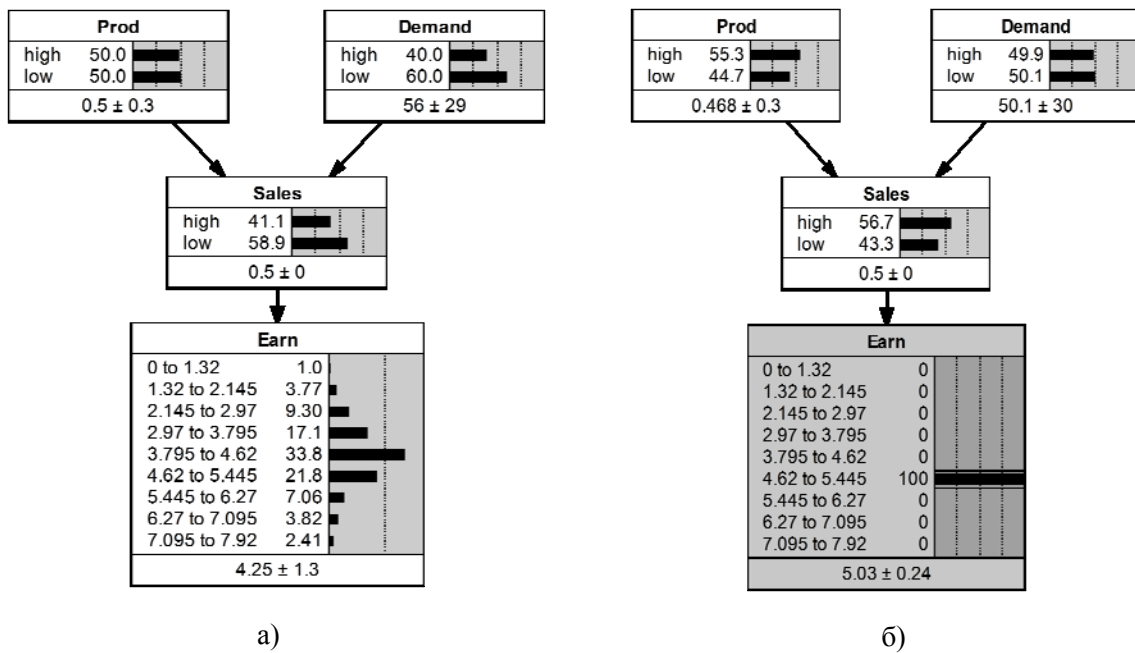 Prod
high 50.0
low 50.0
0.5 ± 0.3
Demand
high 40.0
low 60.0
56 ± 29
Sales
high 41.1
low 58.9
0.5 ± 0
Earn
0 to 1.32 1.0
1.32 to 2.145 3.77
2.145 to 2.97 9.30
2.97 to 3.795 17.1
3.795 to 4.62 33.8
4.62 to 5.445 21.8
5.445 to 6.27 7.06
6.27 to 7.095 3.82
7.095 to 7.92 2.41
4.25 ± 1.3
а)
Prod
high 55.3
low 44.7
0.468 ± 0.3
Demand
high 49.9
low 50.1
50.1 ± 30
Sales
high 56.7
low 43.3
0.5 ± 0
Earn
0 to 1.32 0
1.32 to 2.145 0
2.145 to 2.97 0
2.97 to 3.795 0
3.795 to 4.62 0
4.62 to 5.445 100
5.445 to 6.27 0
6.27 to 7.095 0
7.095 to 7.92 0
5.03 ± 0.24
б)